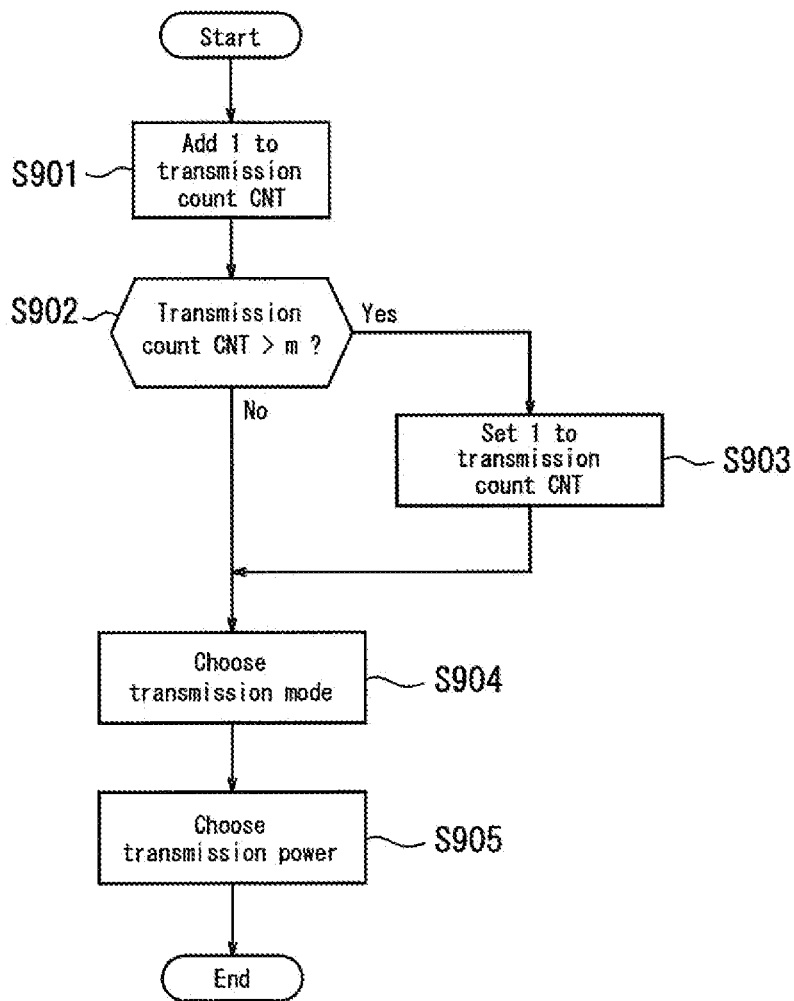 Start
Add 1 to
transmission
count CNT
S901
Transmission
count CNT > m ?
S902
Yes
No
Set 1 to
transmission
count CNT
S903
Choose
transmission mode
S904
Choose
transmission power
S905
End